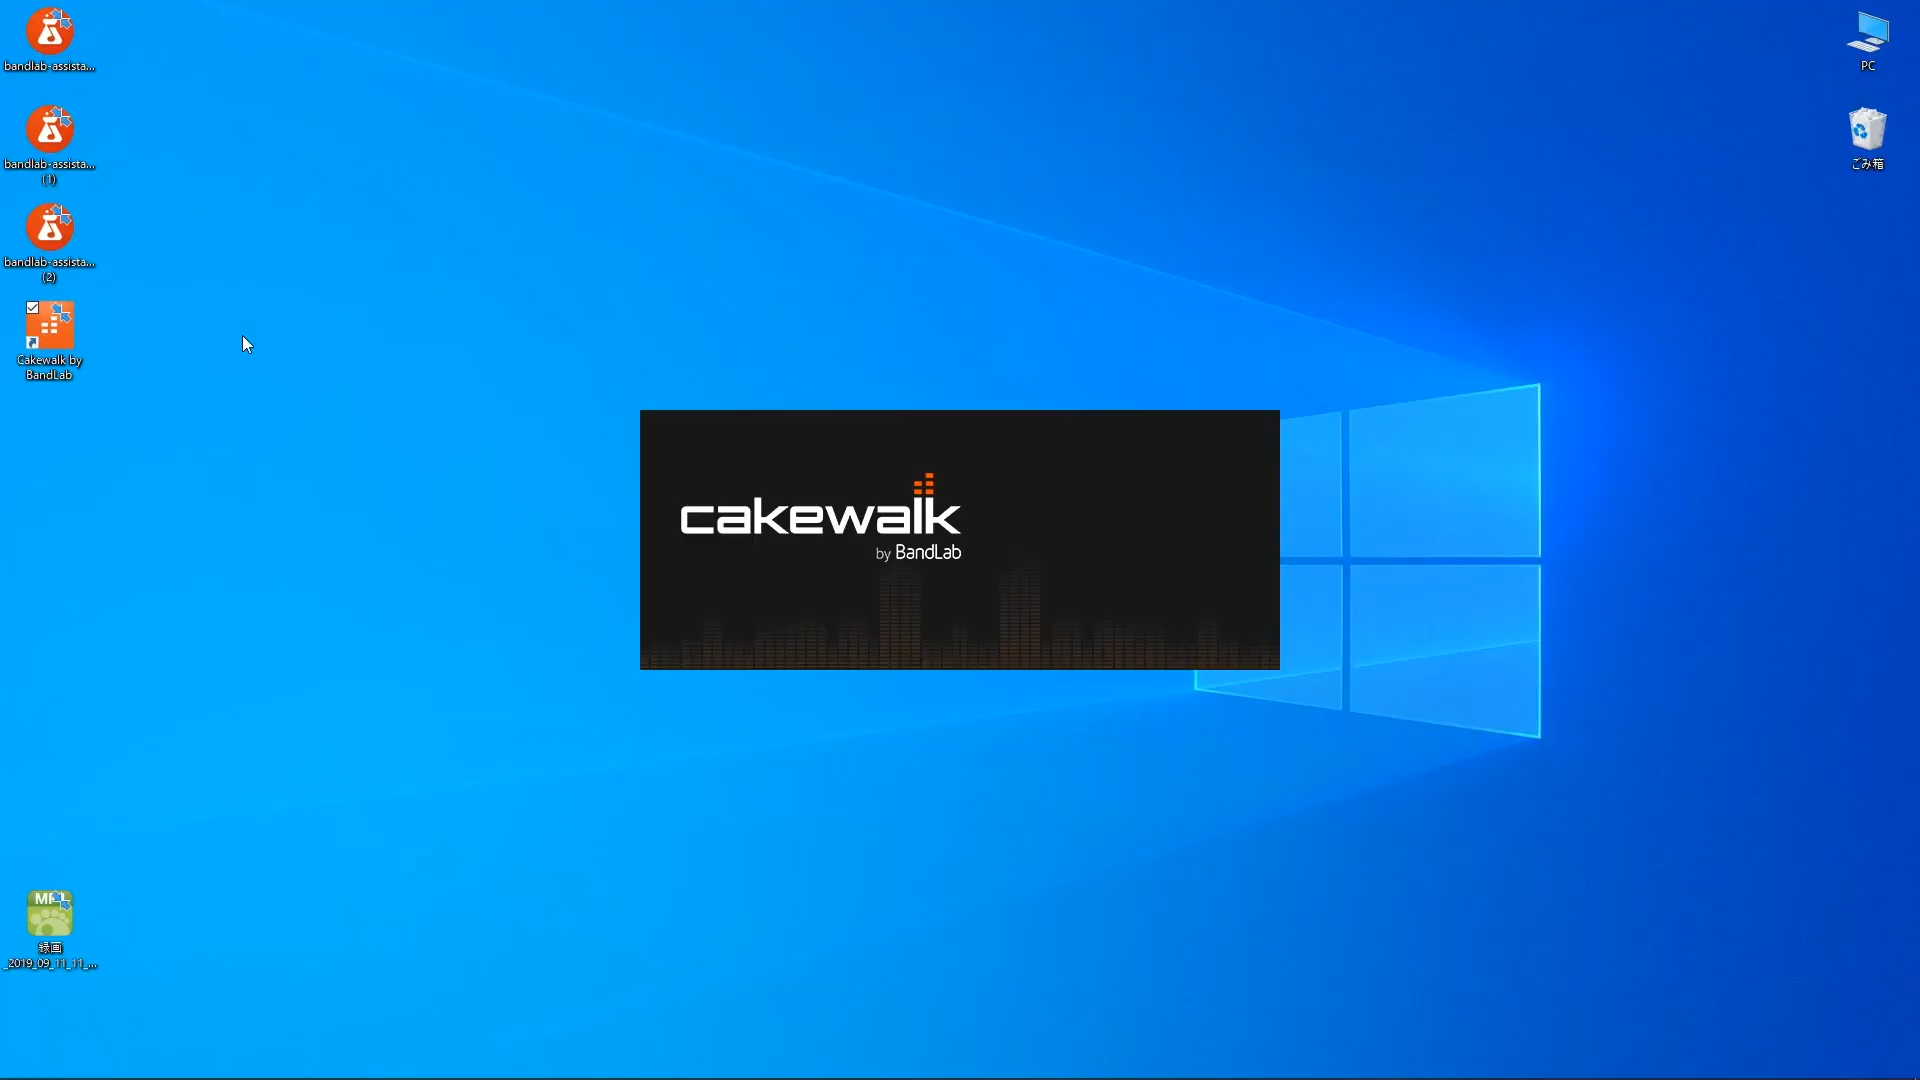 bandlab-assista...
bandlab-assista...
(1)
bandlab-assista...
(2)
Cakewalk by
BandLab
cakewalk
by BandLab
録画
_2019_09_11_11_...
PC
ごみ箱